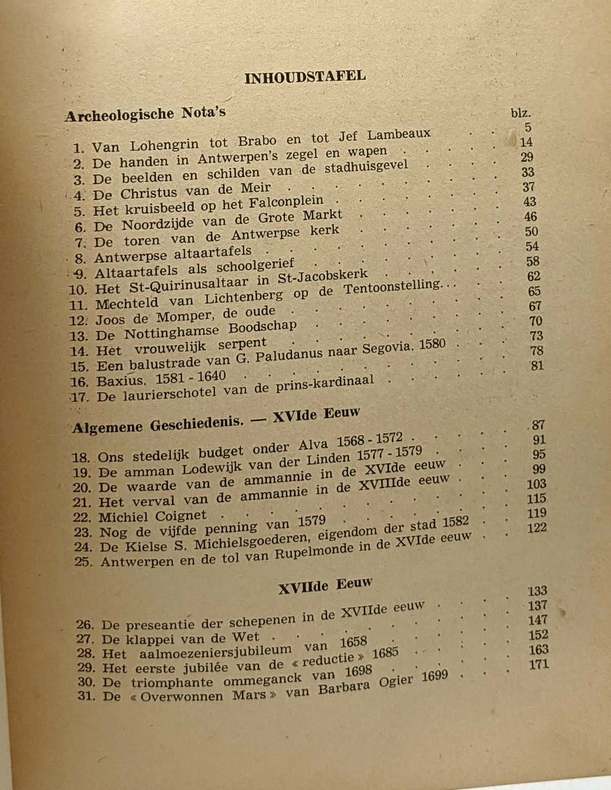 INHOUDSTAFEL
Archeologische Nota's blz.
1. Van Lohengrin tot Brabo en tot Jef Lambeaux . . 5
2. De handen in Antwerpen's zegel en wapen . . . 14
3. De beelden en schilden van de stadhuisgevel . . . 29
4. De Christus van de Meir . . . . . . . 33
5. Het kruisbeeld op het Falconplein . . . . . 37
6. De Noordzijde van de Grote Markt . . . . . 43
7. De toren van de Antwerpse kerk . . . . . 46
8. Antwerpse altaartafels . . . . . . . 50
9. Altaartafels als schoolgerief . . . . . . 54
10. Het St-Quirinusaltaar in St-Jacobskerk . . . . 58
11. Mechteld van Lichtenberg op de Tentoonstelling... . . 62
12. Joos de Momper, de oude . . . . . . 65
13. De Nottinghamse Boodschap . . . . . . 67
14. Het vrouwelijk serpent . . . . . . . 70
15. Een balustrade van G. Paludanus naar Segovia. 1580 . . 73
16. Baxius. 1581 - 1640 . . . . . . . 78
17. De laurierschotel van de prins-kardinaal . . . . 81
Algemene Geschiedenis. — XVIde Eeuw
18. Ons stedelijk budget onder Alva 1568 - 1572 . . . . 87
19. De amman Lodewijk van der Linden 1577 - 1579 . . . 91
20. De waarde van de ammannie in de XVIde eeuw . . . 95
21. Het verval van de ammannie in de XVIIIde eeuw . . . 99
22. Michiel Coignet . . . . . . . . 103
23. Nog de vijfde penning van 1579 . . . . . 115
24. De Kielse S. Michielsgoederen, eigendom der stad 1582 . . 119
25. Antwerpen en de tol van Rupelmonde in de XVIde eeuw . . 122
XVIIde Eeuw
26. De preseantie der schepenen in de XVIIde eeuw . . . 133
27. De klappei van de Wet . . . . . . . 137
28. Het aalmoezeniersjubileum van 1658 . . . . 147
29. Het eerste jubilée van de « reductie » 1685 . . . . 152
30. De triomphante ommeganck van 1698 . . . . 163
31. De « Overwonnen Mars » van Barbara Ogier 1699 . . . 171